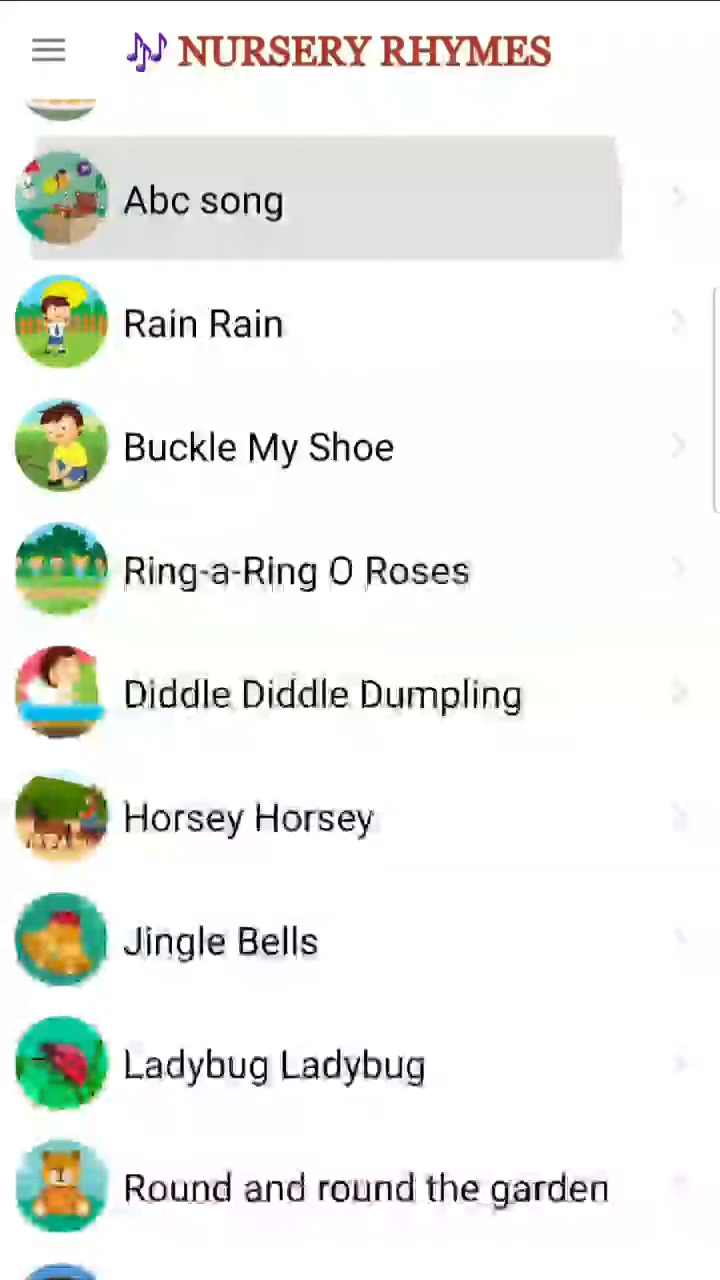 NURSERY RHYMES
Abc song
Rain Rain
Buckle My Shoe
Ring-a-Ring O Roses
Diddle Diddle Dumpling
Horsey Horsey
Jingle Bells
Ladybug Ladybug
Round and round the garden